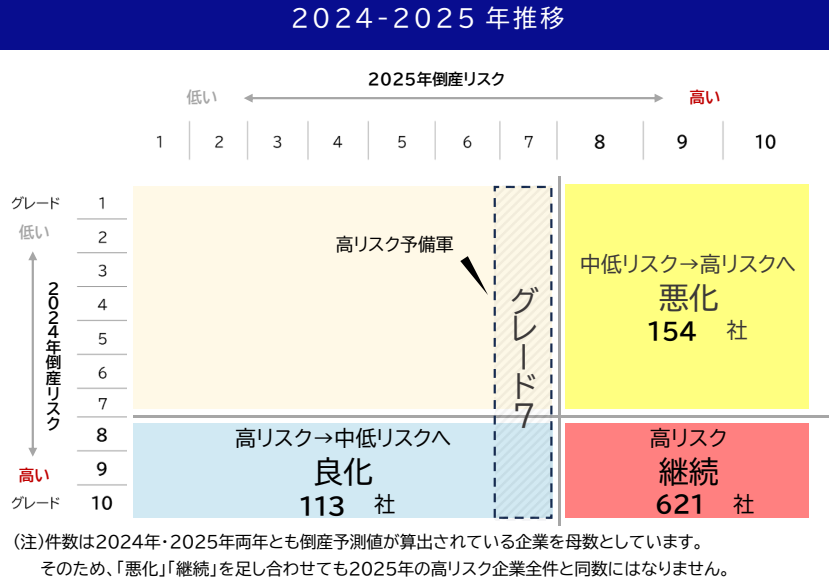 2024-2025 年推移
2025年倒産リスク
低い
高い
1 2 3 4 5 6 7 8 9 10
グレード
1
低い
2
3
4
5
6
7
8
9
高い
グレード
10
2024年倒産リスク
高リスク予備軍
グレード7
中低リスク→高リスクへ
悪化
154 社
高リスク→中低リスクへ
良化
113 社
高リスク
継続
621 社
(注)件数は2024年・2025年両年とも倒産予測値が算出されている企業を母数としています。
そのため、「悪化」「継続」を足し合わせても2025年の高リスク企業全件と同数にはなりません。